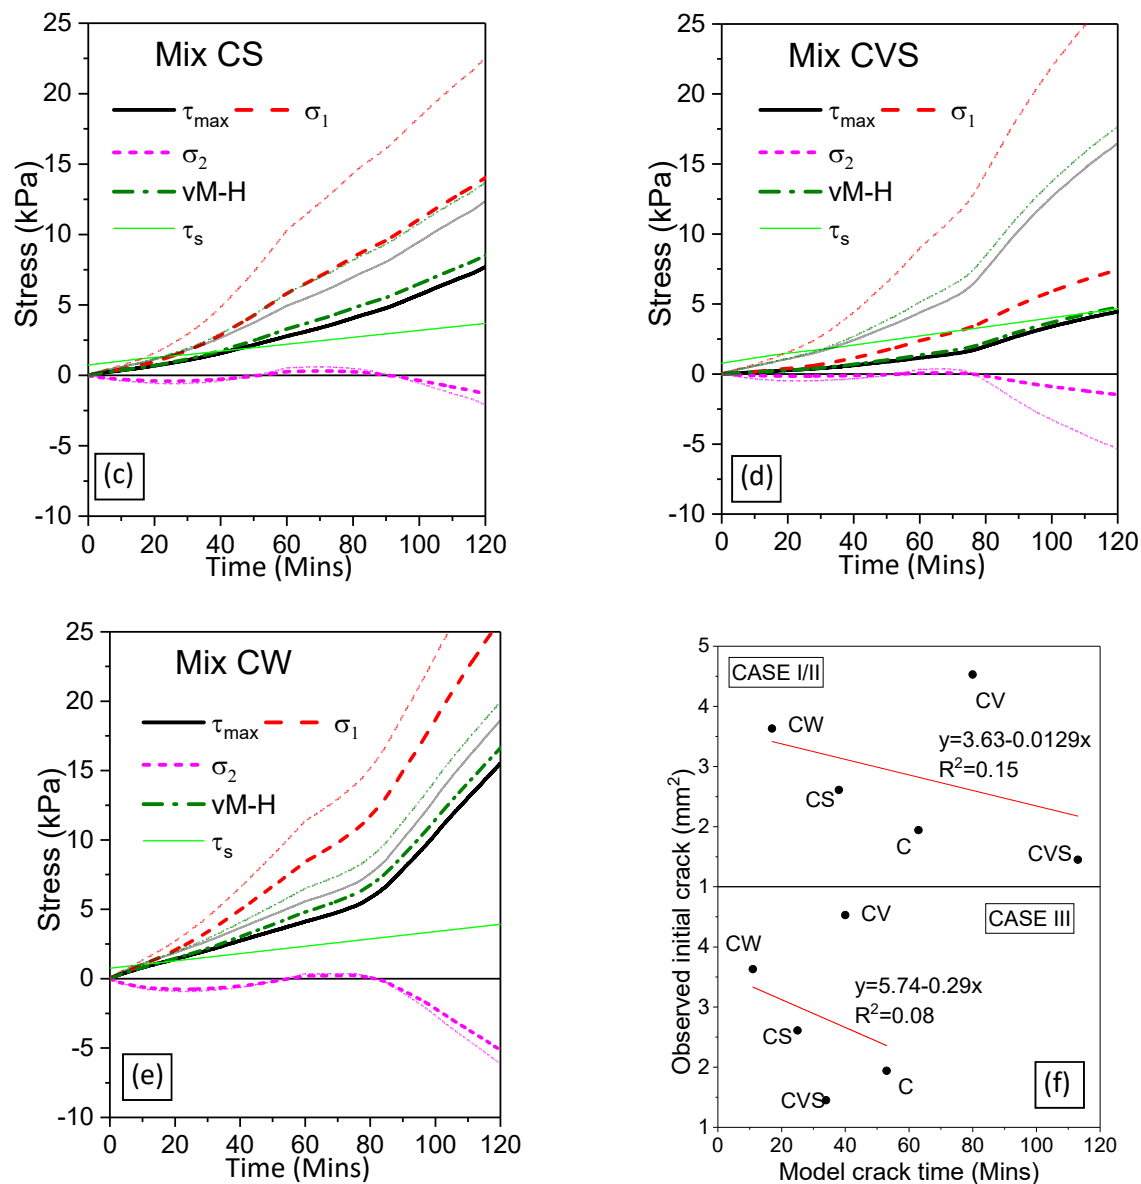 Mix CS
τmax σ1
σ2
vM-H
τs
25
20
15
10
5
0
-5
-10
Stress (kPa)
(c)
0 20 40 60 80 100 120
Time (Mins)
Mix CVS
τmax σ1
σ2
vM-H
τs
25
20
15
10
5
0
-5
-10
Stress (kPa)
(d)
0 20 40 60 80 100 120
Time (Mins)
Mix CW
τmax σ1
σ2
vM-H
τs
25
20
15
10
5
0
-5
-10
Stress (kPa)
(e)
0 20 40 60 80 100 120
Time (Mins)
5
4
3
2
1
CASE I/II
CV
CW
y=3.63-0.0129x
R²=0.15
CS
C
CVS
Observed initial crack (mm²)
4
3
2
1
CASE III
CV
CW
y=5.74-0.29x
R²=0.08
CS
C
CVS
(f)
0 20 40 60 80 100 120
Model crack time (Mins)